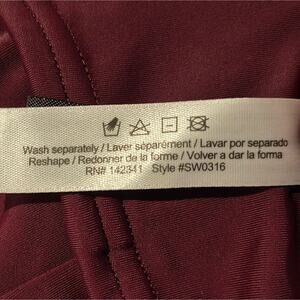 Wash separately / Laver séparément / Lavar por separado
Reshape / Redonner de la forme / Volver a dar la forma
RN# 142341 Style #SW0316